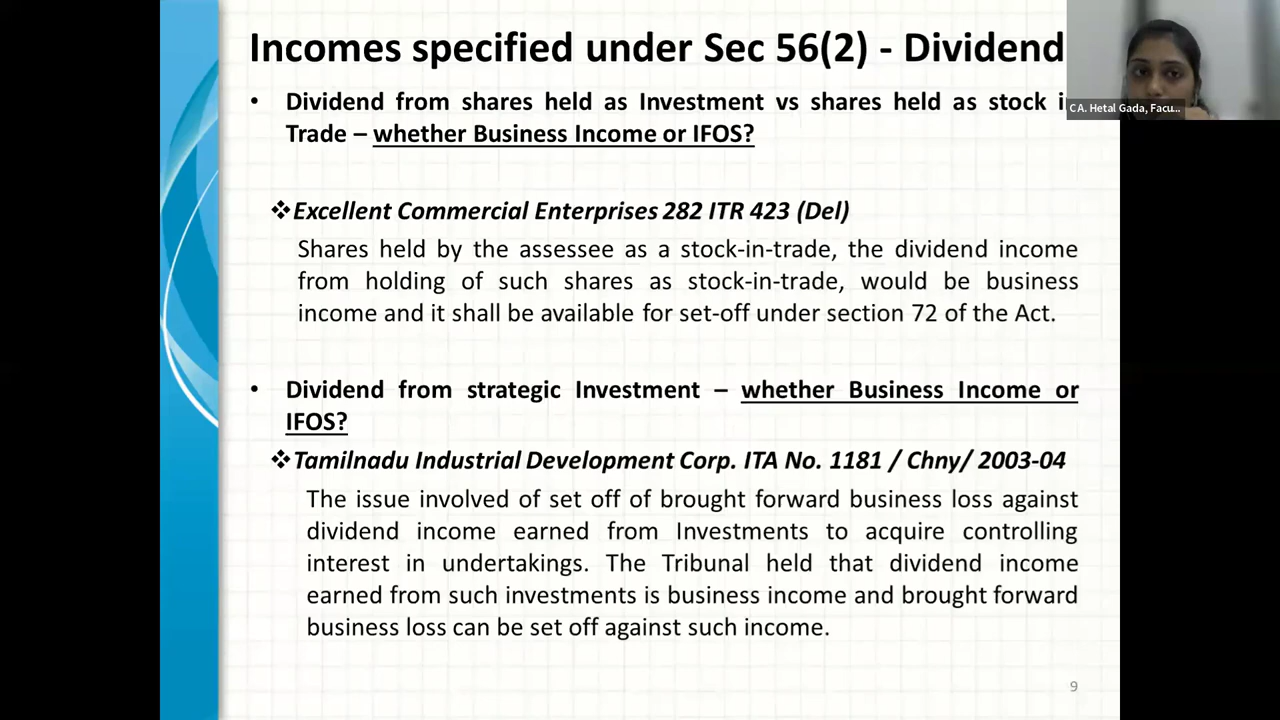 Incomes specified under Sec 56(2) - Dividend
CA. Hetal Gada, Facu...
• Dividend from shares held as Investment vs shares held as stock
Trade – whether Business Income or IFOS?
❖Excellent Commercial Enterprises 282 ITR 423 (Del)
Shares held by the assessee as a stock-in-trade, the dividend income
from holding of such shares as stock-in-trade, would be business
income and it shall be available for set-off under section 72 of the Act.
• Dividend from strategic Investment – whether Business Income or
IFOS?
❖Tamilnadu Industrial Development Corp. ITA No. 1181 / Chny/ 2003-04
The issue involved of set off of brought forward business loss against
dividend income earned from Investments to acquire controlling
interest in undertakings. The Tribunal held that dividend income
earned from such investments is business income and brought forward
business loss can be set off against such income.
9